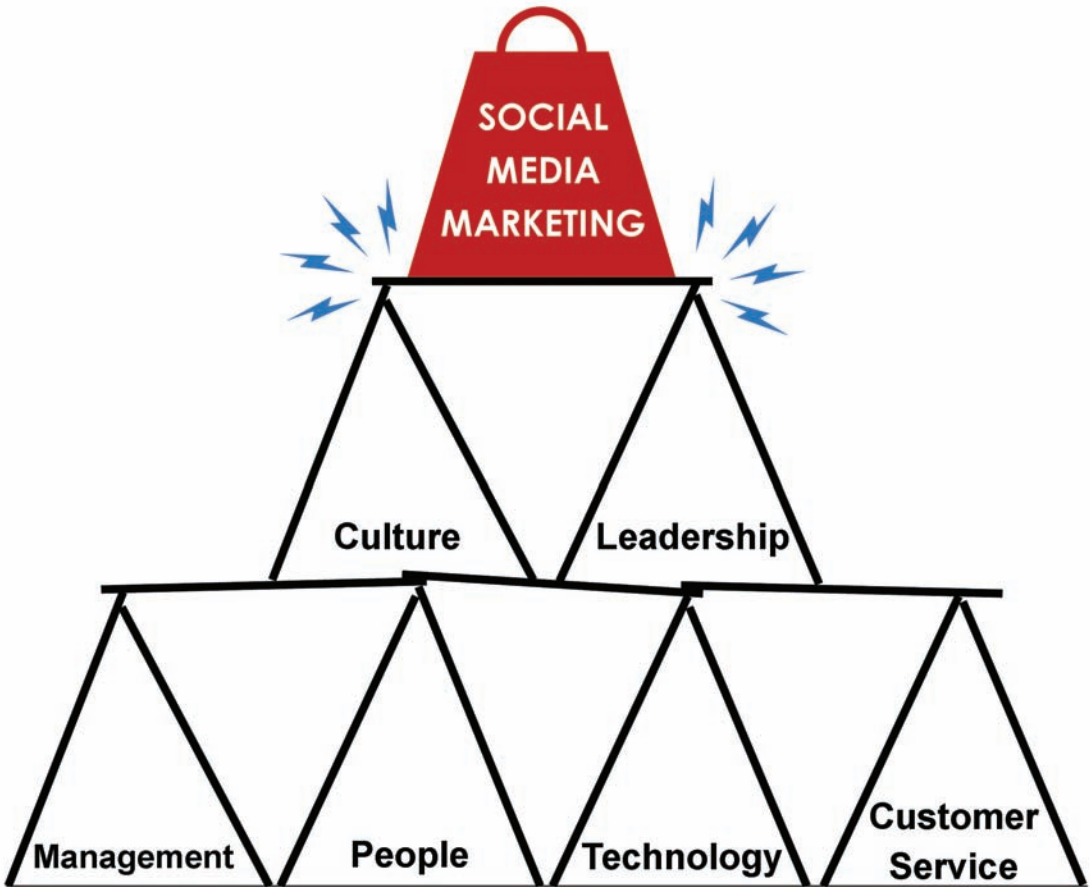 SOCIAL
MEDIA
MARKETING
Culture
Leadership
Management
People
Technology
Customer
Service